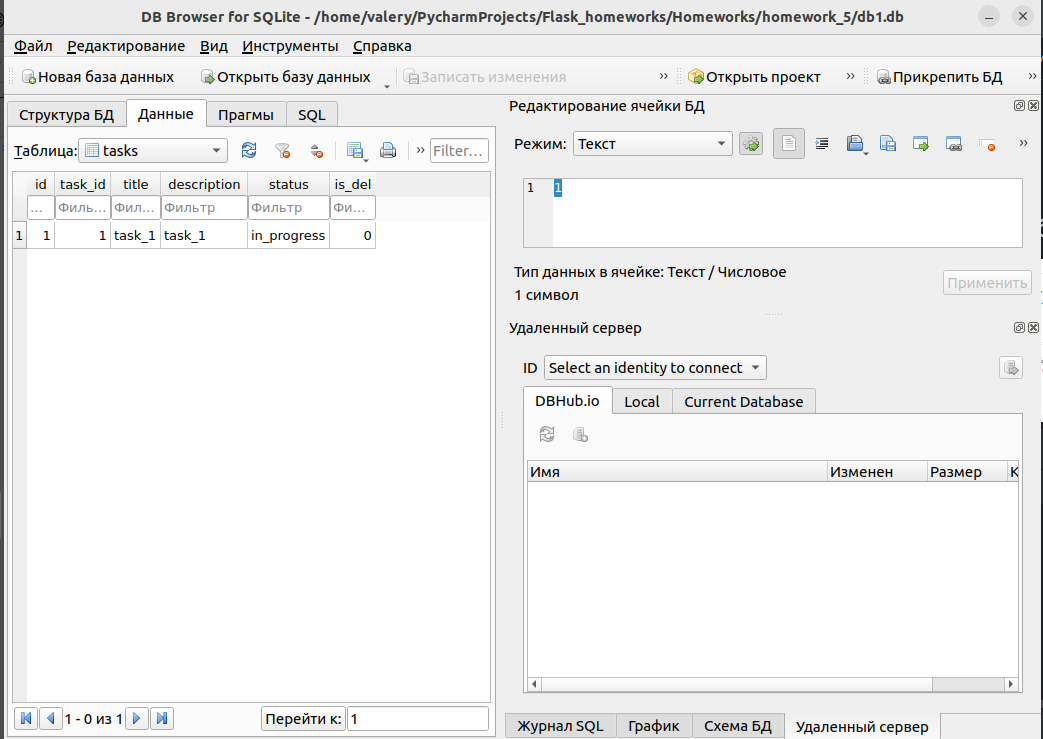 DB Browser for SQLite - /home/valery/PycharmProjects/Flask_homeworks/Homeworks/homework_5/db1.db
Файл Редактирование Вид Инструменты Справка
Новая база данных Открыть базу данных Записать изменения » Открыть проект » Прикрепить БД »
Структура БД Данные Прагмы SQL
Таблица: tasks » Filter...
id task_id title description status is_del
... Филь... Фил... Фильтр Фильтр Фи...
1 1 1 task_1 task_1 in_progress 0
1 - 0 из 1 Перейти к: 1
Редактирование ячейки БД
Режим: Текст »
1 1
Тип данных в ячейке: Текст / Числовое
1 символ
Применить
Удаленный сервер
ID Select an identity to connect
DBHub.io Local Current Database
Имя Изменен Размер К
Журнал SQL График Схема БД Удаленный сервер